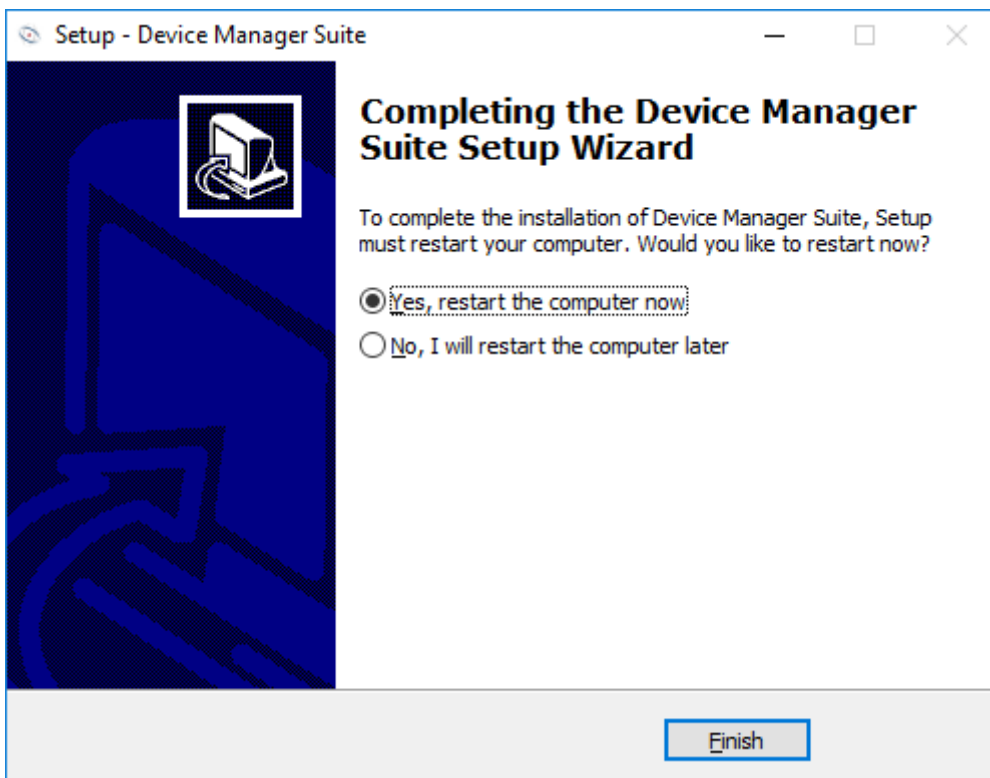 Setup - Device Manager Suite
Completing the Device Manager
Suite Setup Wizard
To complete the installation of Device Manager Suite, Setup
must restart your computer. Would you like to restart now?
Yes, restart the computer now
No, I will restart the computer later
Finish